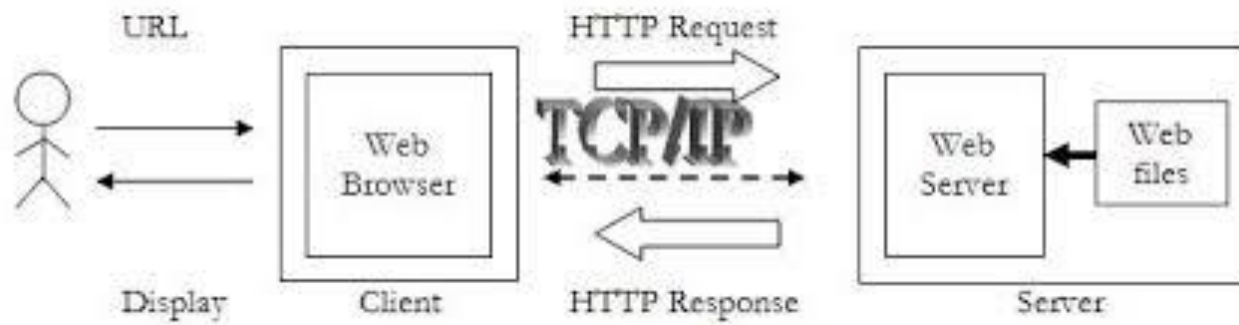 URL
HTTP Request
TCP/IP
Web
Browser
Web
Server
Web
files
Display
Client
HTTP Response
Server